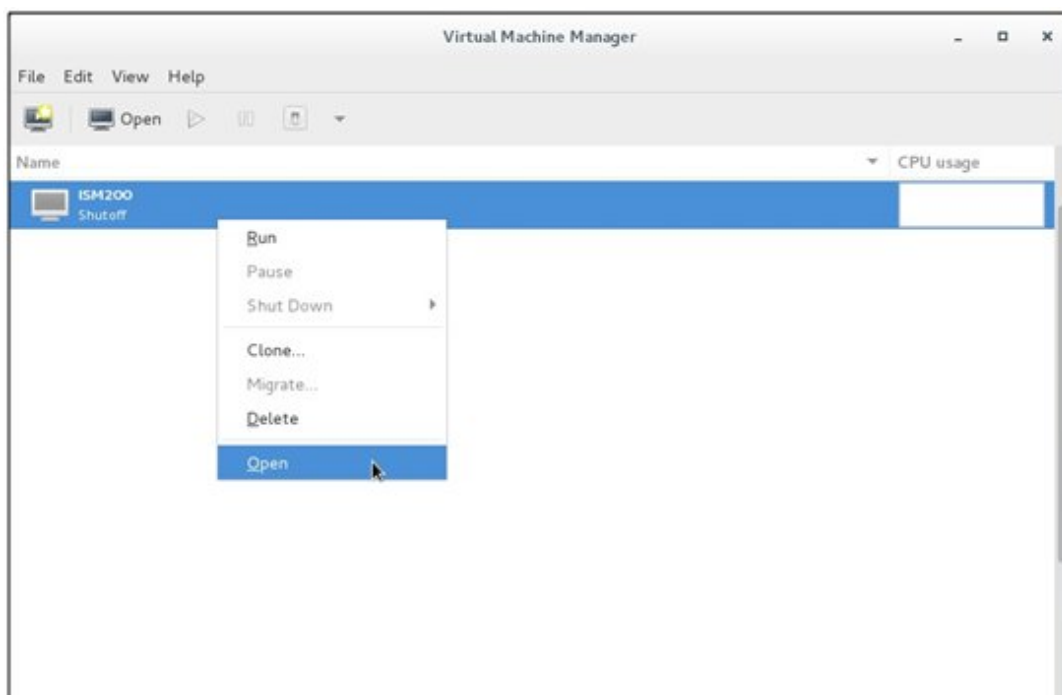 Virtual Machine Manager
File Edit View Help
Open
Name CPU usage
ISM200
Shutoff
Run
Pause
Shut Down
Clone...
Migrate...
Delete
Open